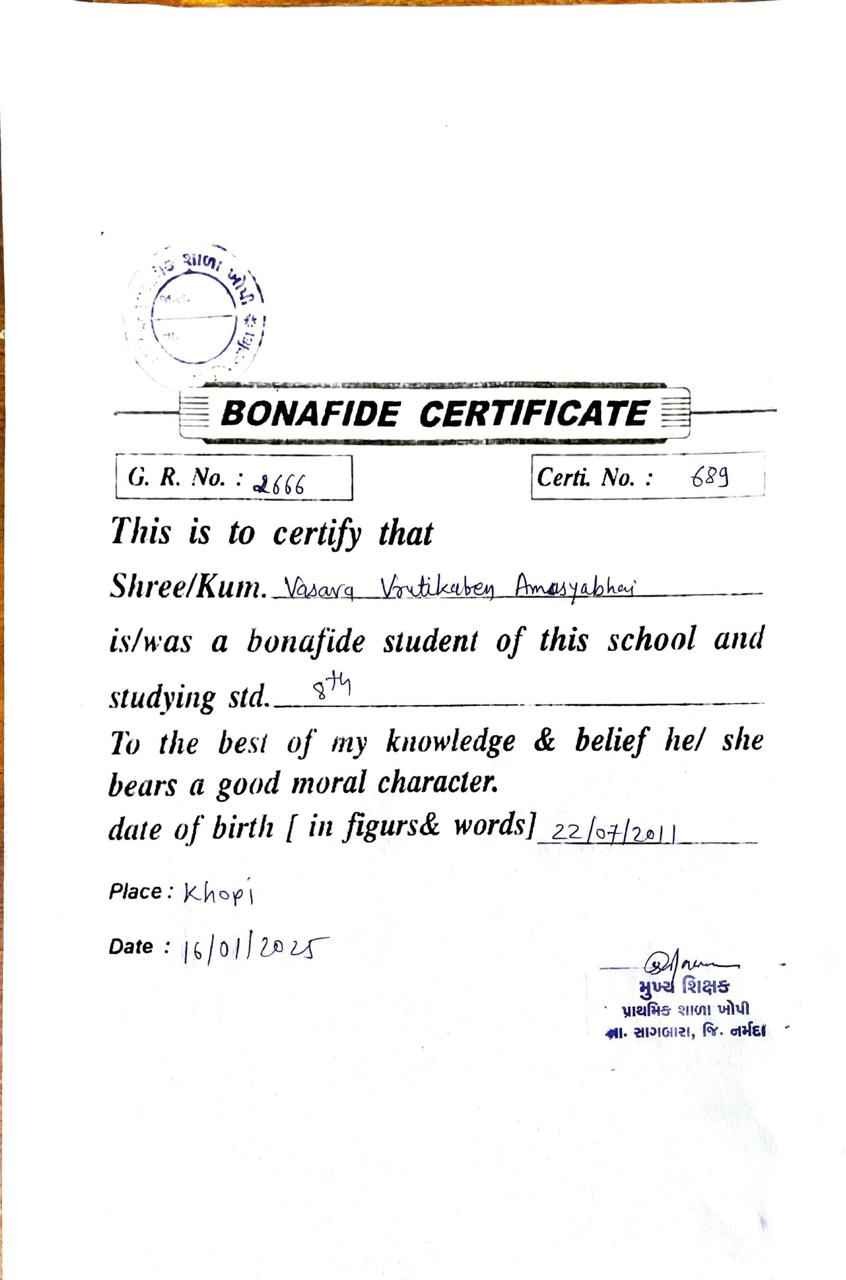 શાળા ખોપી
BONAFIDE CERTIFICATE
G. R. No. : 2666
Certi. No. : 689
This is to certify that
Shree/Kum. Vasava Vrutikaben Amasyabhai
is/was a bonafide student of this school and
studying std. 8th
To the best of my knowledge & belief he/ she
bears a good moral character.
date of birth [ in figurs& words] 22/07/2011
Place : Khopi
Date : 16/01/2025
મુખ્ય શિક્ષક
પ્રાથમિક શાળા ખોપી
તા. સાગબારા, જિ. નર્મદા